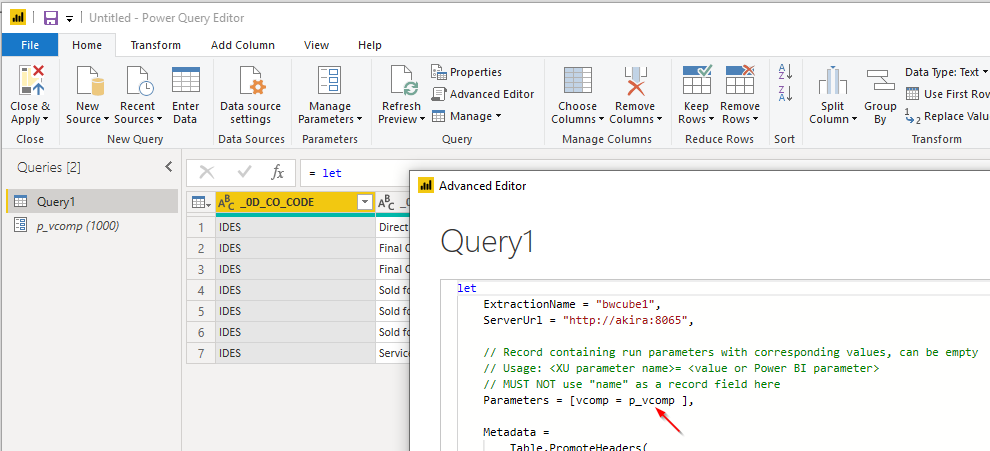 Untitled - Power Query Editor
File Home Transform Add Column View Help
Close & Apply
New Source
Recent Sources
Enter Data
Data source settings
Manage Parameters
Refresh Preview
Properties
Advanced Editor
Manage
Choose Columns
Remove Columns
Keep Rows
Remove Rows
A
Z
Z
A
Split Column
Group By
Data Type: Text
Use First Row
1
2
Replace Valu
Close New Query Data Sources Parameters Query Manage Columns Reduce Rows Sort Transform
Queries [2]
Query1
p_vcomp (1000)
fx
= let
ABC _0D_CO_CODE ABC
1 IDES Direct
2 IDES Final C
3 IDES Final C
4 IDES Sold fo
5 IDES Sold fo
6 IDES Sold fo
7 IDES Service
Advanced Editor
Query1
let
ExtractionName = "bwcube1",
ServerUrl = "http://akira:8065",
// Record containing run parameters with corresponding values, can be empty
// Usage: <XU parameter name>= <value or Power BI parameter>
// MUST NOT use "name" as a record field here
Parameters = [vcomp = p_vcomp ],
Metadata =
Table.PromoteHeaders(